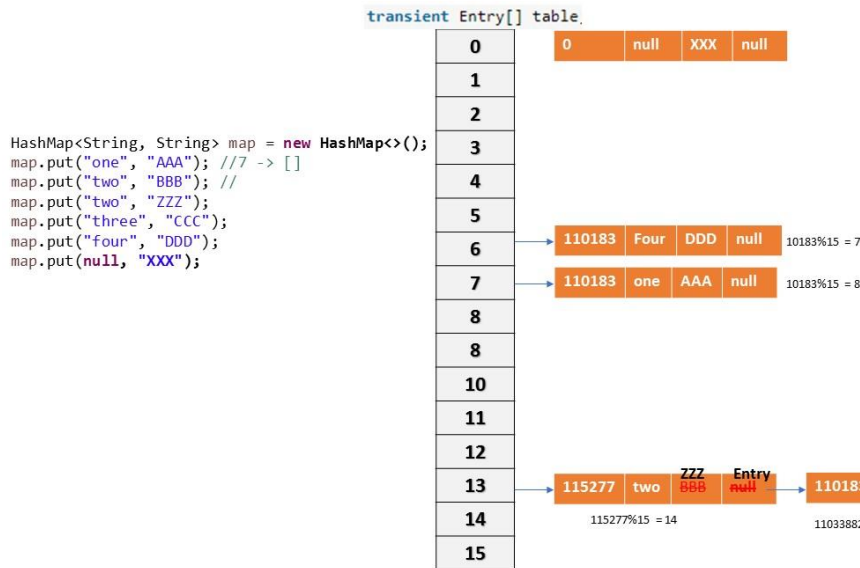 transient Entry[] table
HashMap<String, String> map = new HashMap<>();
map.put("one", "AAA"); //7 -> []
map.put("two", "BBB"); //
map.put("two", "ZZZ");
map.put("three", "CCC");
map.put("four", "DDD");
map.put(null, "XXX");
0
1
2
3
4
5
6
7
8
8
10
11
12
13
14
15
0 null XXX null
110183 Four DDD null
10183%15 = 7
110183 one AAA null
10183%15 = 8
ZZZ Entry
115277 two BBB null
115277%15 = 14
11018
1103388